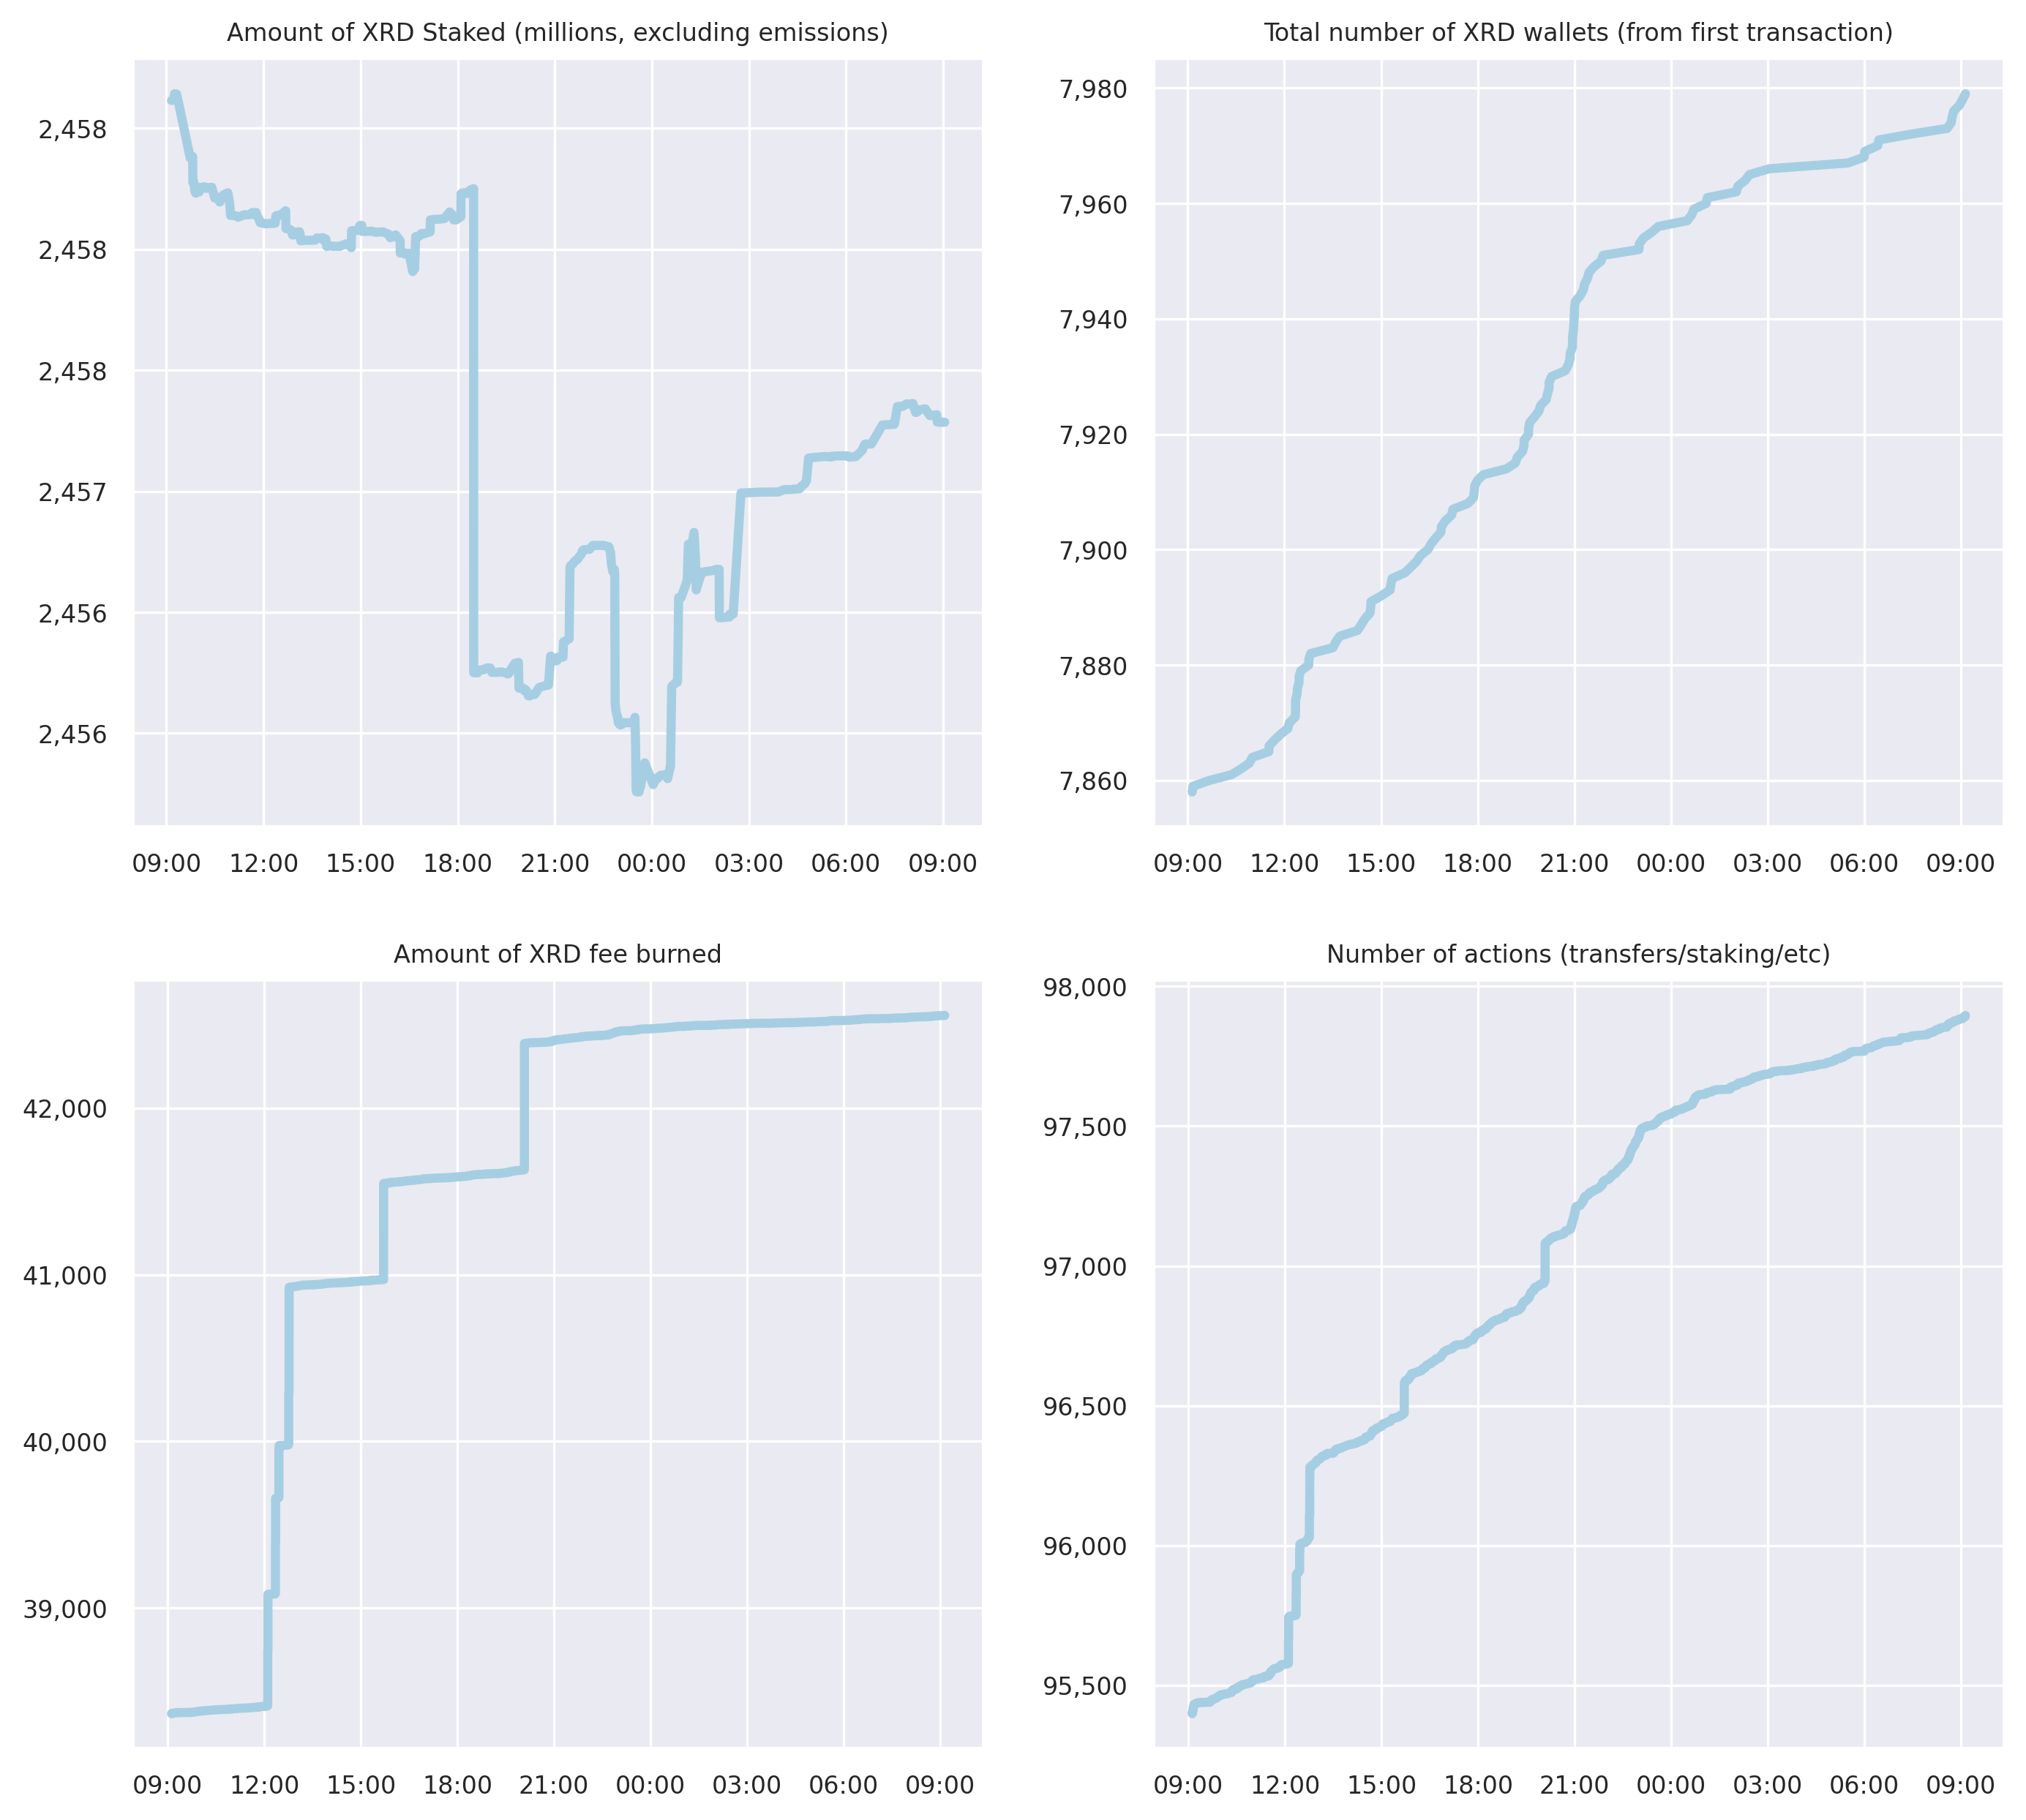 Amount of XRD Staked (millions, excluding emissions)
2,458
2,458
2,458
2,457
2,456
2,456
09:00 12:00 15:00 18:00 21:00 00:00 03:00 06:00 09:00
Total number of XRD wallets (from first transaction)
7,980
7,960
7,940
7,920
7,900
7,880
7,860
09:00 12:00 15:00 18:00 21:00 00:00 03:00 06:00 09:00
Amount of XRD fee burned
42,000
41,000
40,000
39,000
09:00 12:00 15:00 18:00 21:00 00:00 03:00 06:00 09:00
Number of actions (transfers/staking/etc)
98,000
97,500
97,000
96,500
96,000
95,500
09:00 12:00 15:00 18:00 21:00 00:00 03:00 06:00 09:00